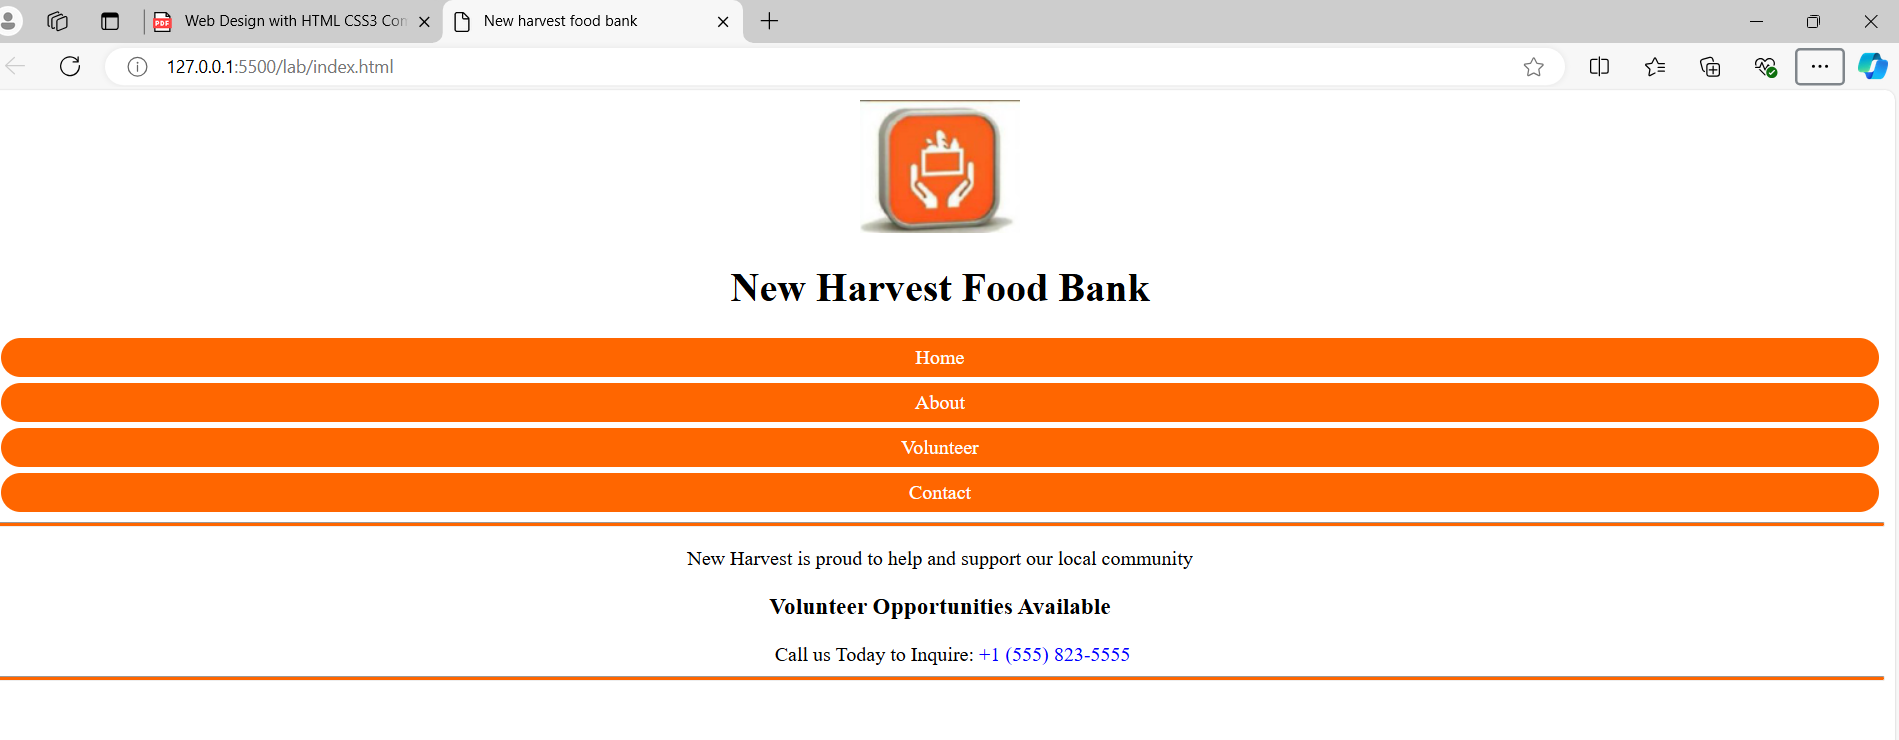 Web Design with HTML CSS3 Con
New harvest food bank
127.0.0.1:5500/lab/index.html
New Harvest Food Bank
Home
About
Volunteer
Contact
New Harvest is proud to help and support our local community
Volunteer Opportunities Available
Call us Today to Inquire: +1 (555) 823-5555